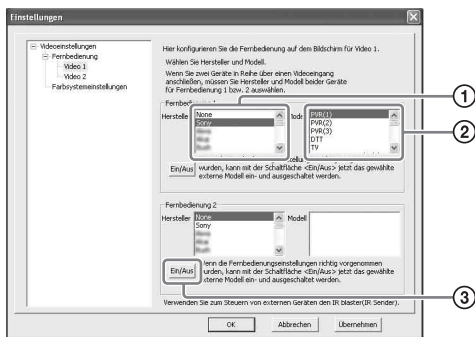 Einstellungen
Videoeinstellungen
Fernbedienung
Video 1
Video 2
Farbsystemeinstellungen
Hier konfigurieren Sie die Fernbedienung auf dem Bildschirm für Video 1.
Wählen Sie Hersteller und Modell.
Wenn Sie zwei Geräte in Reihe über einen Videoeingang
anschließen, müssen Sie Hersteller und Modell beider Geräte
für Fernbedienung 1 bzw. 2 auswählen.
1
Fernbedienung 1
Hersteller
None
Sony
PVR(1)
PVR(2)
PVR(3)
DTT
TV
2
Ein/Aus
wurden, kann mit der Schaltfläche <Ein/Aus> jetzt das gewählte
externe Modell ein- und ausgeschaltet werden.
Fernbedienung 2
Hersteller
None
Sony
Modell
Ein/Aus
Wenn die Fernbedienungseinstellungen richtig vorgenommen
wurden, kann mit der Schaltfläche <Ein/Aus> jetzt das gewählte
externe Modell ein- und ausgeschaltet werden.
Verwenden Sie zum Steuern von externen Geräten den IR blaster(IR Sender).
3
OK
Abbrechen
Übernehmen